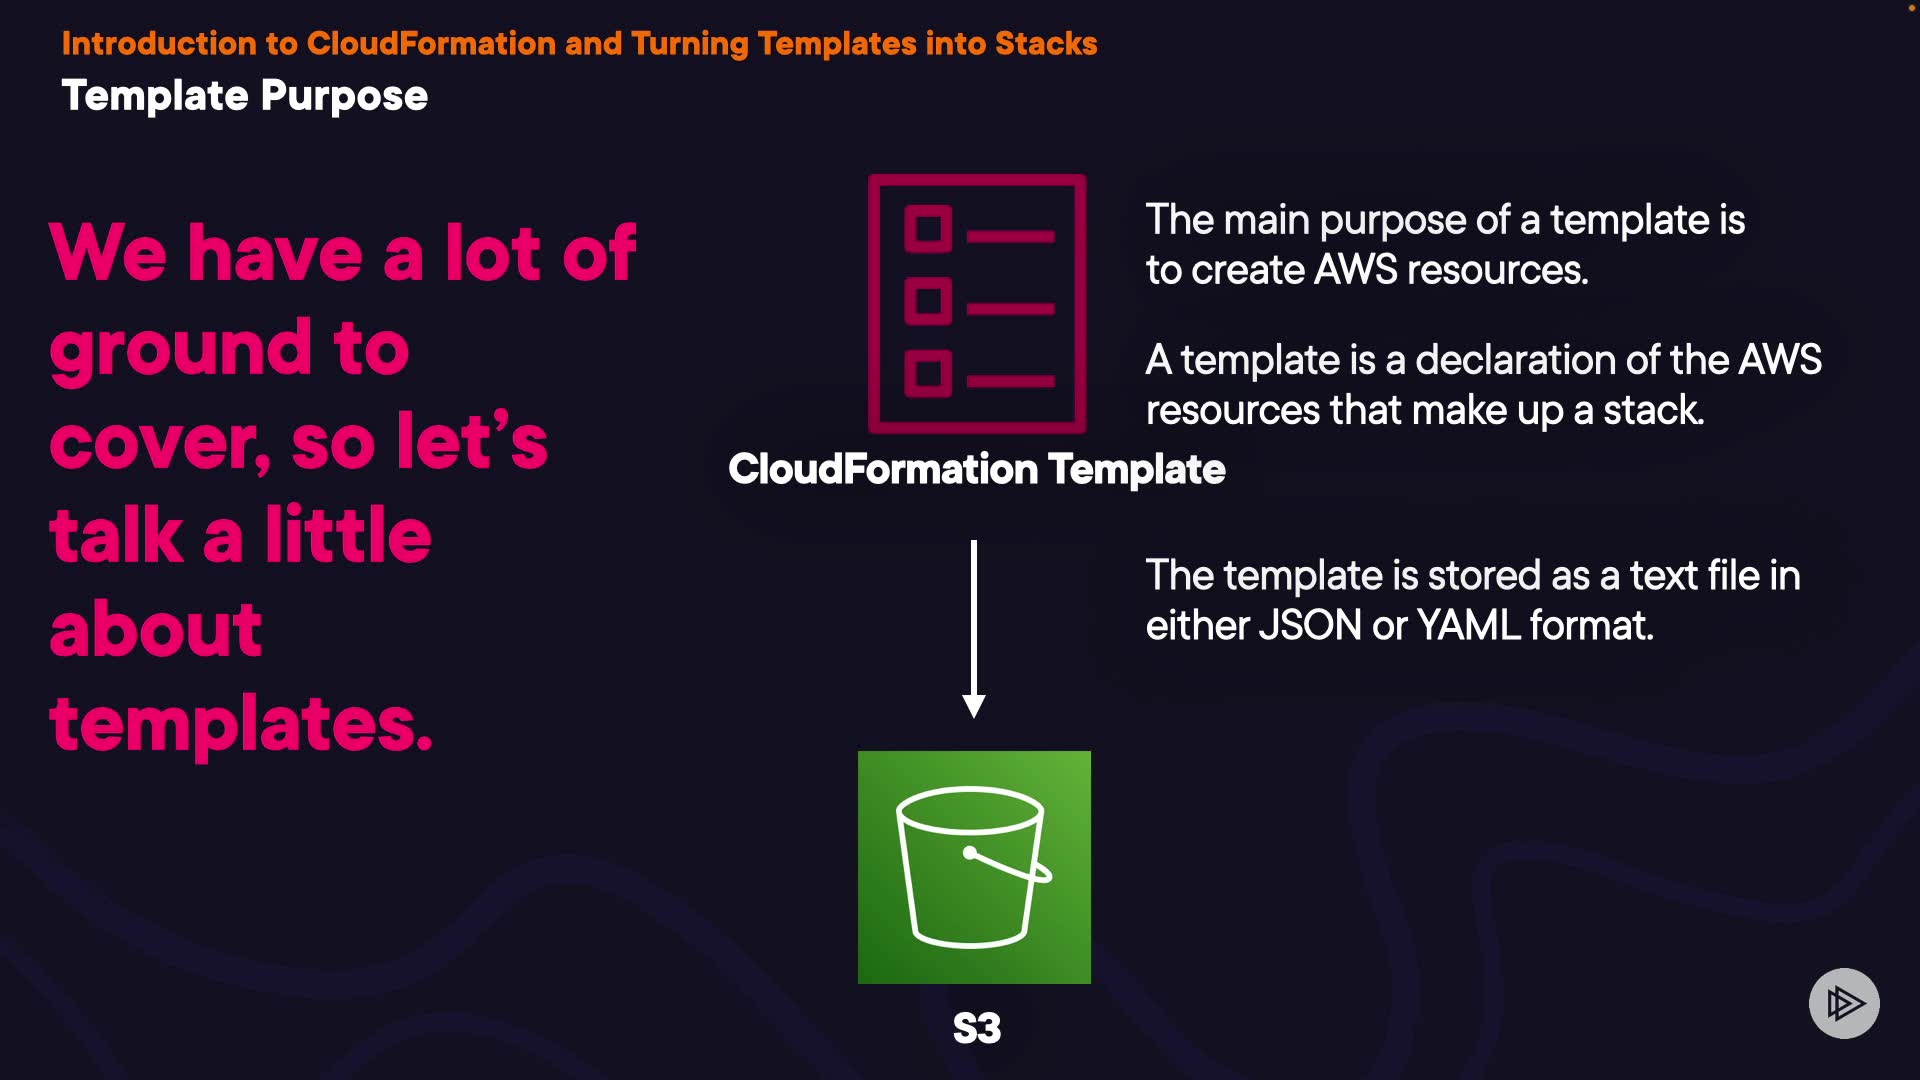 Introduction to CloudFormation and Turning Templates into Stacks
Template Purpose
We have a lot of
ground to
cover, so let’s
talk a little
about
templates.
The main purpose of a template is
to create AWS resources.
A template is a declaration of the AWS
resources that make up a stack.
CloudFormation Template
The template is stored as a text file in
either JSON or YAML format.
S3